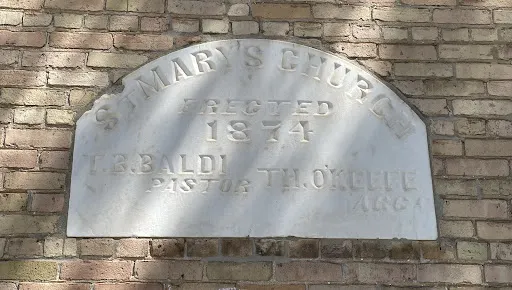 ST MARY'S CHURCH
ERECTED
1874
T. B. BALDI TH. O'KEEFE
PASTOR